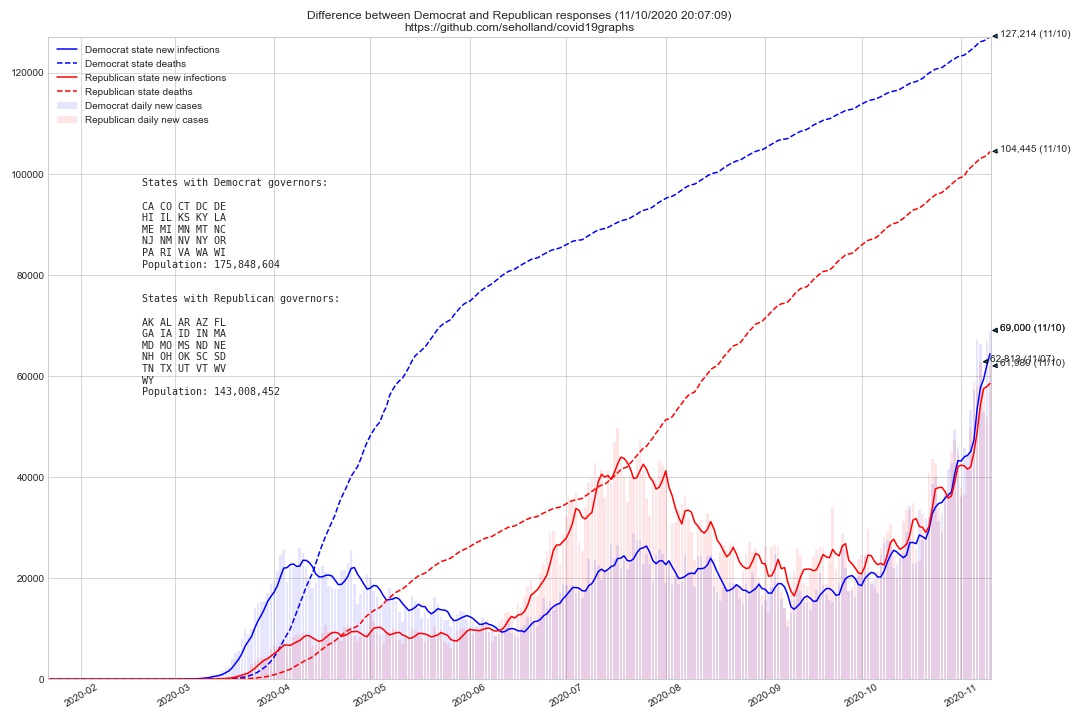 Difference between Democrat and Republican responses (11/10/2020 20:07:09)
https://github.com/seholland/covid19graphs
Democrat state new infections
Democrat state deaths
Republican state new infections
Republican state deaths
Democrat daily new cases
Republican daily new cases
States with Democrat governors:
CA CO CT DC DE
HI IL KS KY LA
ME MI MN MT NC
NJ NM NV NY OR
PA RI VA WA WI
Population: 175,848,604
States with Republican governors:
AK AL AR AZ FL
GA IA ID IN MA
MD MO MS ND NE
NH OH OK SC SD
TN TX UT VT WV
WY
Population: 143,008,452
127,214 (11/10)
104,445 (11/10)
69,000 (11/10)
62,813 (11/07)
(11/10)
120000
100000
80000
60000
40000
20000
0
2020-02
2020-03
2020-04
2020-05
2020-06
2020-07
2020-08
2020-09
2020-10
2020-11